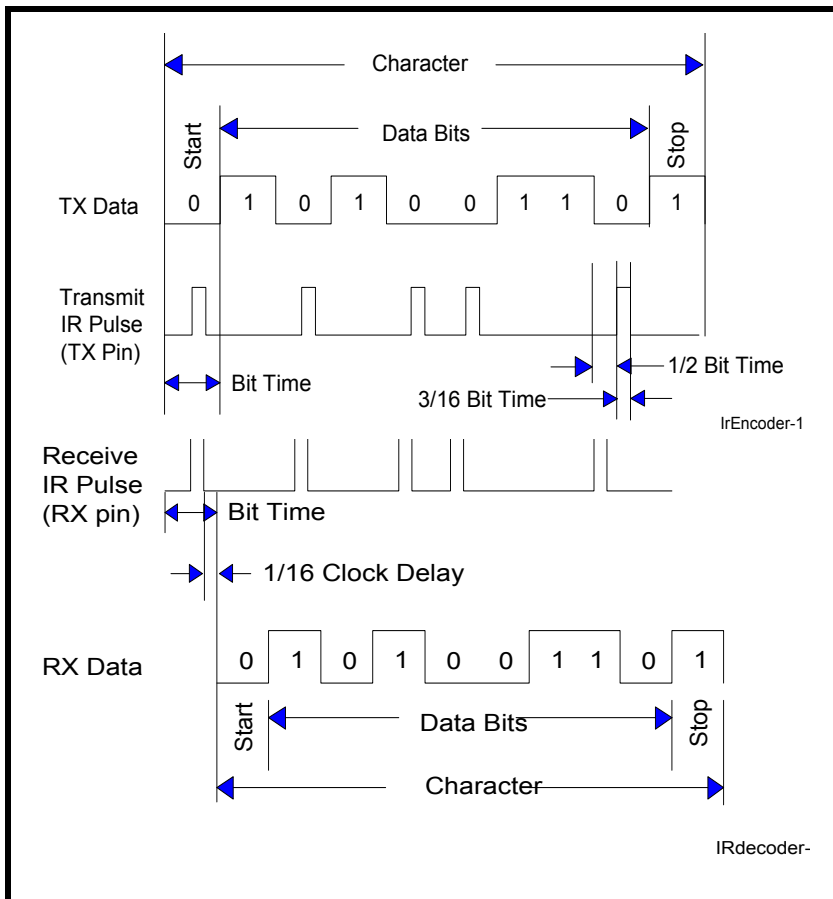 Character
Start
Data Bits
Stop
TX Data
0 1 0 1 0 0 1 1 0 1
Transmit
IR Pulse
(TX Pin)
Bit Time
1/2 Bit Time
3/16 Bit Time
IrEncoder-1
Receive
IR Pulse
(RX pin)
Bit Time
1/16 Clock Delay
RX Data
0 1 0 1 0 0 1 1 0 1
Start
Data Bits
Stop
Character
IRdecoder-